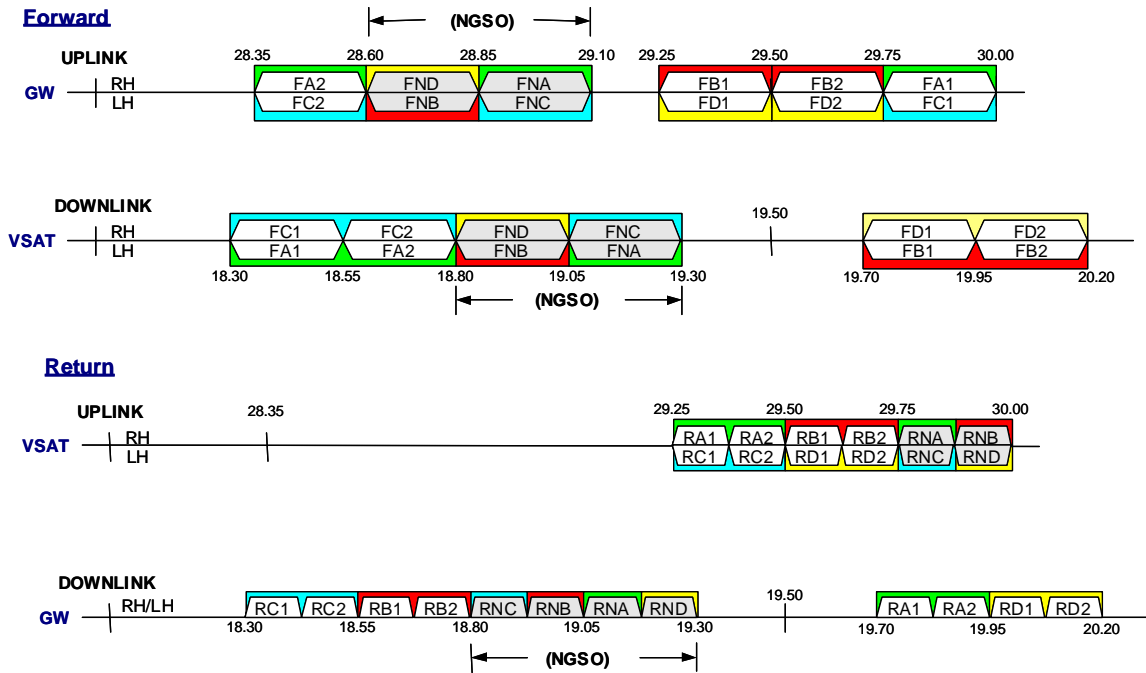 Forward
(NGSO)
UPLINK
28.35 28.60 28.85 29.10 29.25 29.50 29.75 30.00
GW RH FA2 FND FNA FB1 FB2 FA1
LH FC2 FNB FNC FD1 FD2 FC1
DOWNLINK
19.50
VSAT RH FC1 FC2 FND FNC FD1 FD2
LH FA1 FA2 FNB FNA FB1 FB2
18.30 18.55 18.80 19.05 19.30 19.70 19.95 20.20
(NGSO)
Return
UPLINK
28.35 29.25 29.50 29.75 30.00
VSAT RH RA1 RA2 RB1 RB2 RNA RNB
LH RC1 RC2 RD1 RD2 RNC RND
DOWNLINK
19.50
GW RH/LH RC1 RC2 RB1 RB2 RNC RNB RNA RND RA1 RA2 RD1 RD2
18.30 18.55 18.80 19.05 19.30 19.70 19.95 20.20
(NGSO)